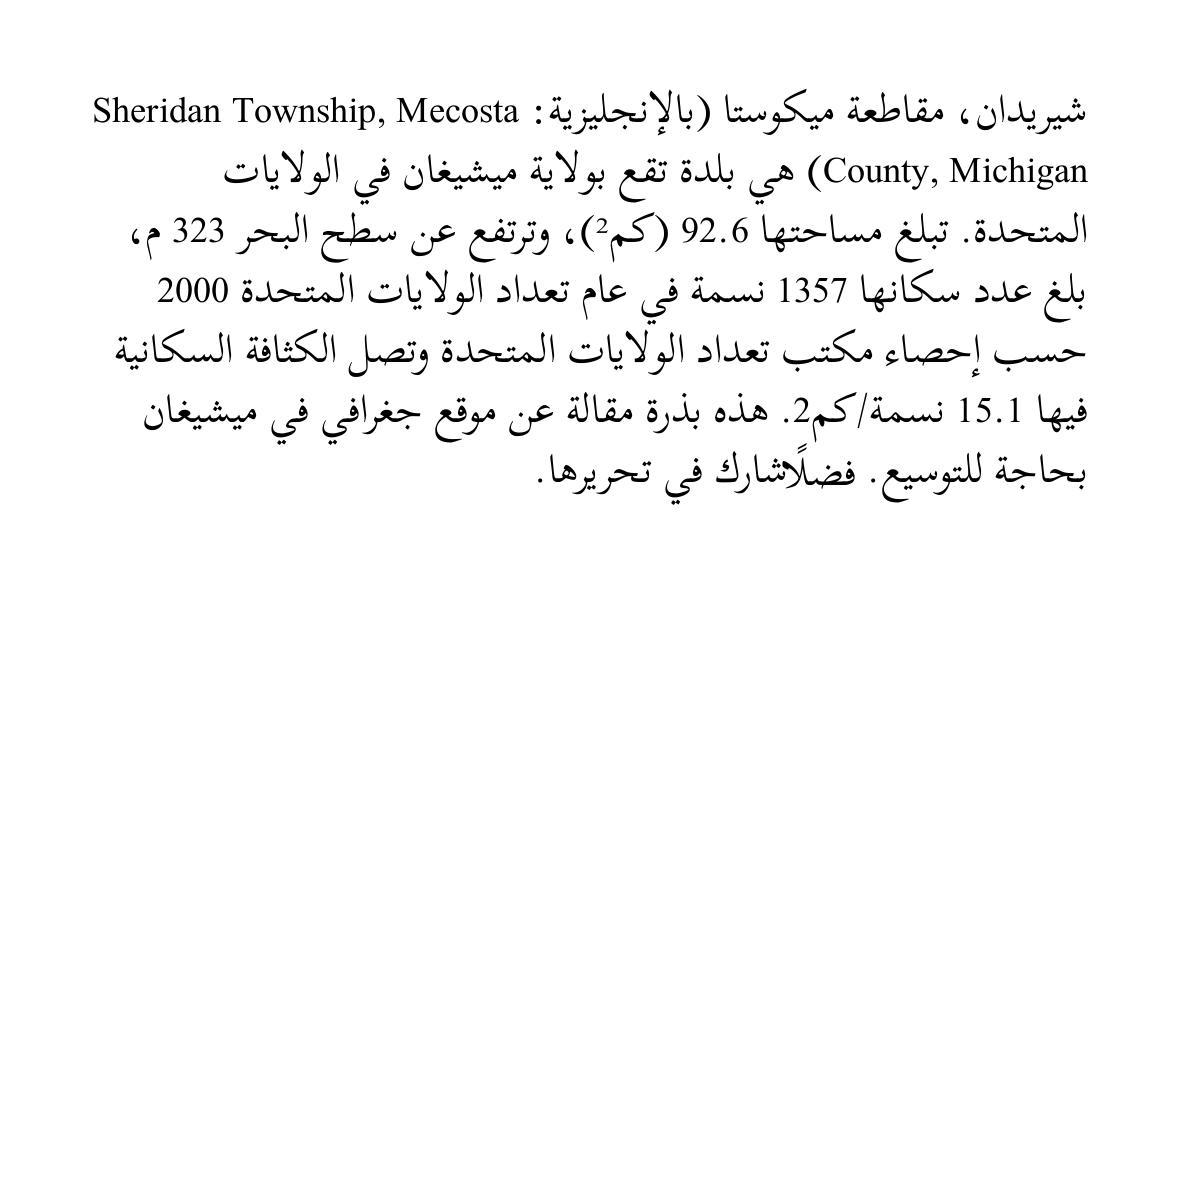 شيريدان، مقاطعة ميكوستا (بالإنجليزية: Sheridan Township, Mecosta
County, Michigan) هي بلدة تقع بولاية ميشيغان في الولايات
المتحدة. تبلغ مساحتها 92.6 (كم²)، وترتفع عن سطح البحر 323 م،
بلغ عدد سكانها 1357 نسمة في عام تعداد الولايات المتحدة 2000
حسب إحصاء مكتب تعداد الولايات المتحدة وتصل الكثافة السكانية
فيها 15.1 نسمة/كم2. هذه بذرة مقالة عن موقع جغرافي في ميشيغان
بحاجة للتوسيع. فضلًاشارك في تحريرها.